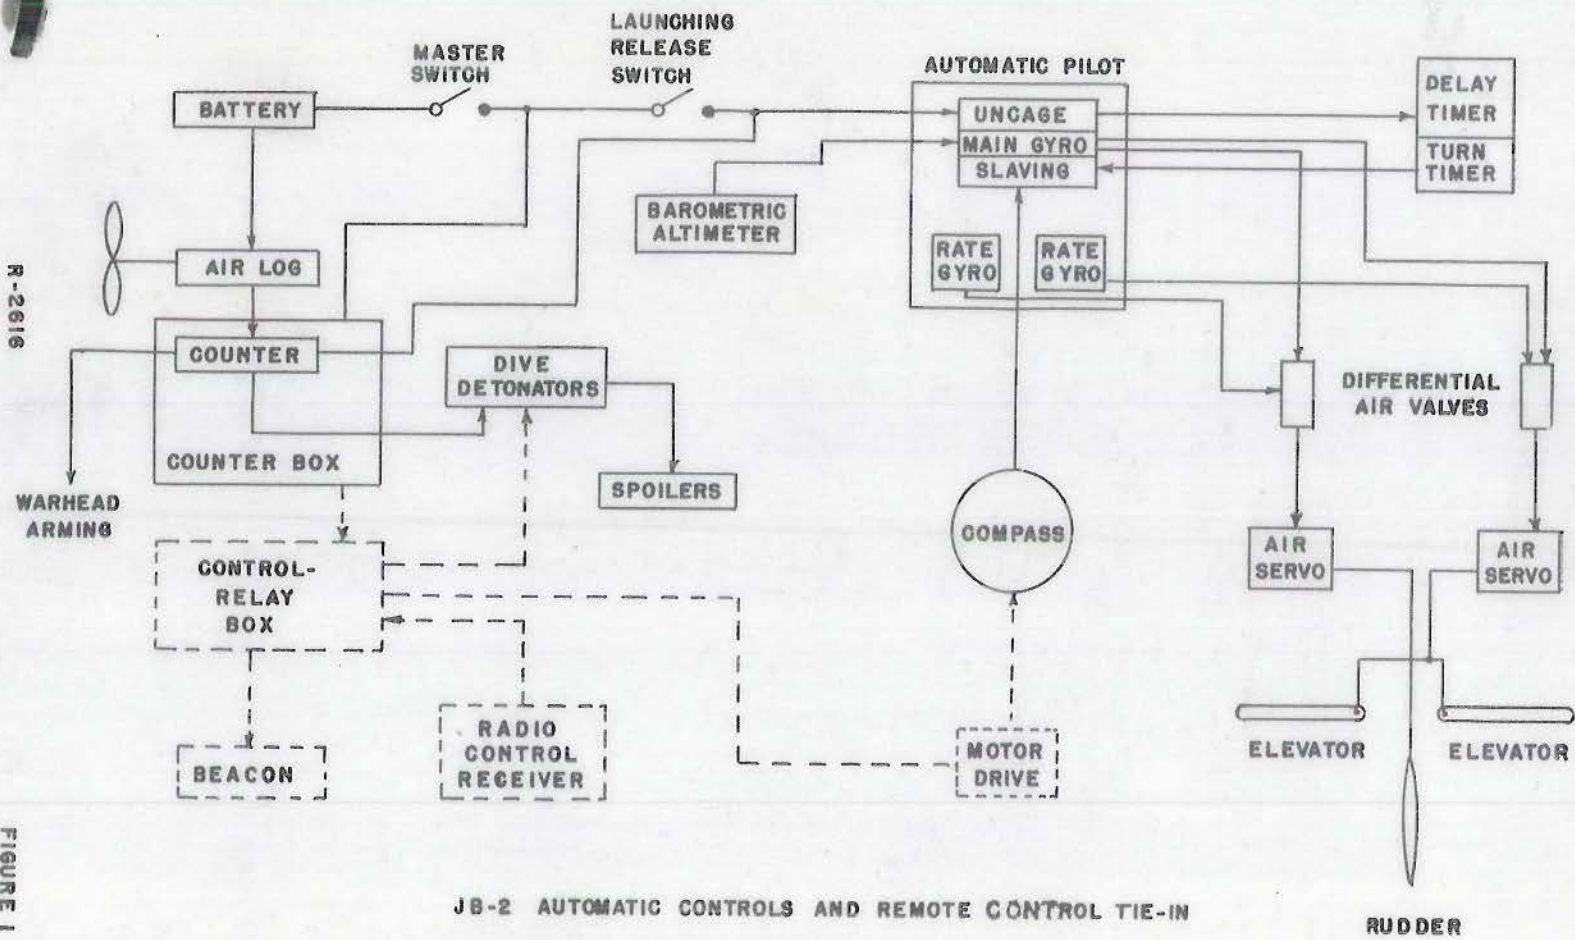 LAUNCHING
RELEASE
SWITCH
MASTER
SWITCH
AUTOMATIC PILOT
BATTERY
UNCAGE
MAIN GYRO
SLAVING
DELAY
TIMER
TURN
TIMER
BAROMETRIC
ALTIMETER
RATE
GYRO
RATE
GYRO
AIR LOG
R-2616
COUNTER
DIVE
DETONATORS
DIFFERENTIAL
AIR VALVES
COUNTER BOX
SPOILERS
WARHEAD
ARMING
COMPASS
AIR
SERVO
AIR
SERVO
CONTROL-
RELAY
BOX
RADIO
CONTROL
RECEIVER
BEACON
MOTOR
DRIVE
ELEVATOR
ELEVATOR
FIGURE 1
JB-2 AUTOMATIC CONTROLS AND REMOTE CONTROL TIE-IN
RUDDER